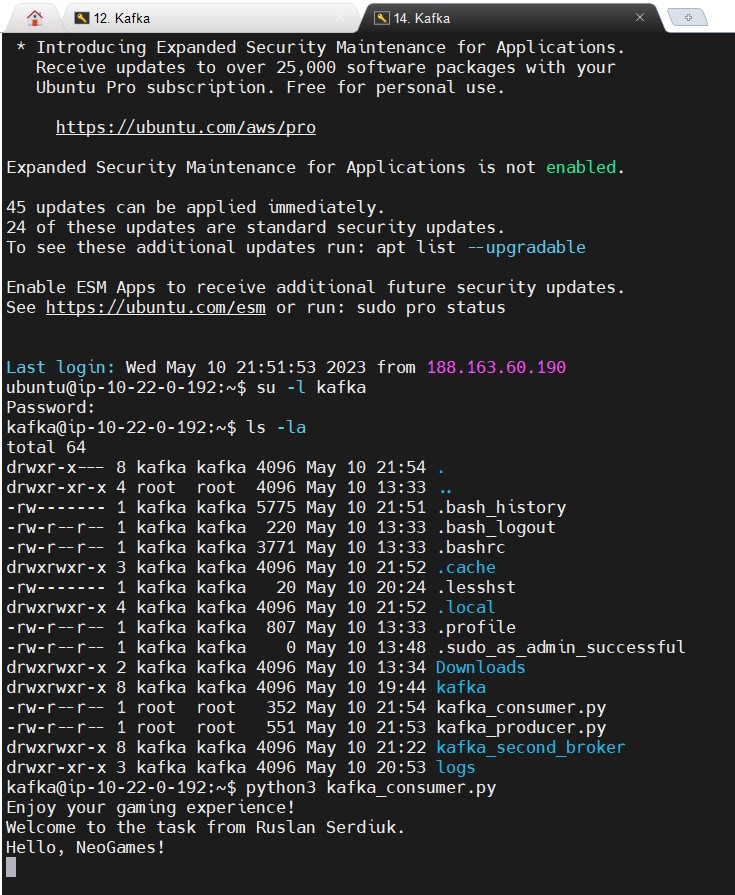 12. Kafka
14. Kafka
* Introducing Expanded Security Maintenance for Applications.
Receive updates to over 25,000 software packages with your
Ubuntu Pro subscription. Free for personal use.
https://ubuntu.com/aws/pro
Expanded Security Maintenance for Applications is not enabled.
45 updates can be applied immediately.
24 of these updates are standard security updates.
To see these additional updates run: apt list --upgradable
Enable ESM Apps to receive additional future security updates.
See https://ubuntu.com/esm or run: sudo pro status
Last login: Wed May 10 21:51:53 2023 from 188.163.60.190
ubuntu@ip-10-22-0-192:~$ su -l kafka
Password:
kafka@ip-10-22-0-192:~$ ls -la
total 64
drwxr-x--- 8 kafka kafka 4096 May 10 21:54 .
drwxr-xr-x 4 root  root  4096 May 10 13:33 ..
-rw------- 1 kafka kafka 5775 May 10 21:51 .bash_history
-rw-r--r-- 1 kafka kafka  220 May 10 13:33 .bash_logout
-rw-r--r-- 1 kafka kafka 3771 May 10 13:33 .bashrc
drwxrwxr-x 3 kafka kafka 4096 May 10 21:52 .cache
-rw------- 1 kafka kafka   20 May 10 20:24 .lesshst
drwxrwxr-x 4 kafka kafka 4096 May 10 21:52 .local
-rw-r--r-- 1 kafka kafka  807 May 10 13:33 .profile
-rw-r--r-- 1 kafka kafka    0 May 10 13:48 .sudo_as_admin_successful
drwxrwxr-x 2 kafka kafka 4096 May 10 13:34 Downloads
drwxrwxr-x 8 kafka kafka 4096 May 10 19:44 kafka
-rw-r--r-- 1 root  root   352 May 10 21:54 kafka_consumer.py
-rw-r--r-- 1 root  root   551 May 10 21:53 kafka_producer.py
drwxrwxr-x 8 kafka kafka 4096 May 10 21:22 kafka_second_broker
drwxr-xr-x 3 kafka kafka 4096 May 10 20:53 logs
kafka@ip-10-22-0-192:~$ python3 kafka_consumer.py
Enjoy your gaming experience!
Welcome to the task from Ruslan Serdiuk.
Hello, NeoGames!